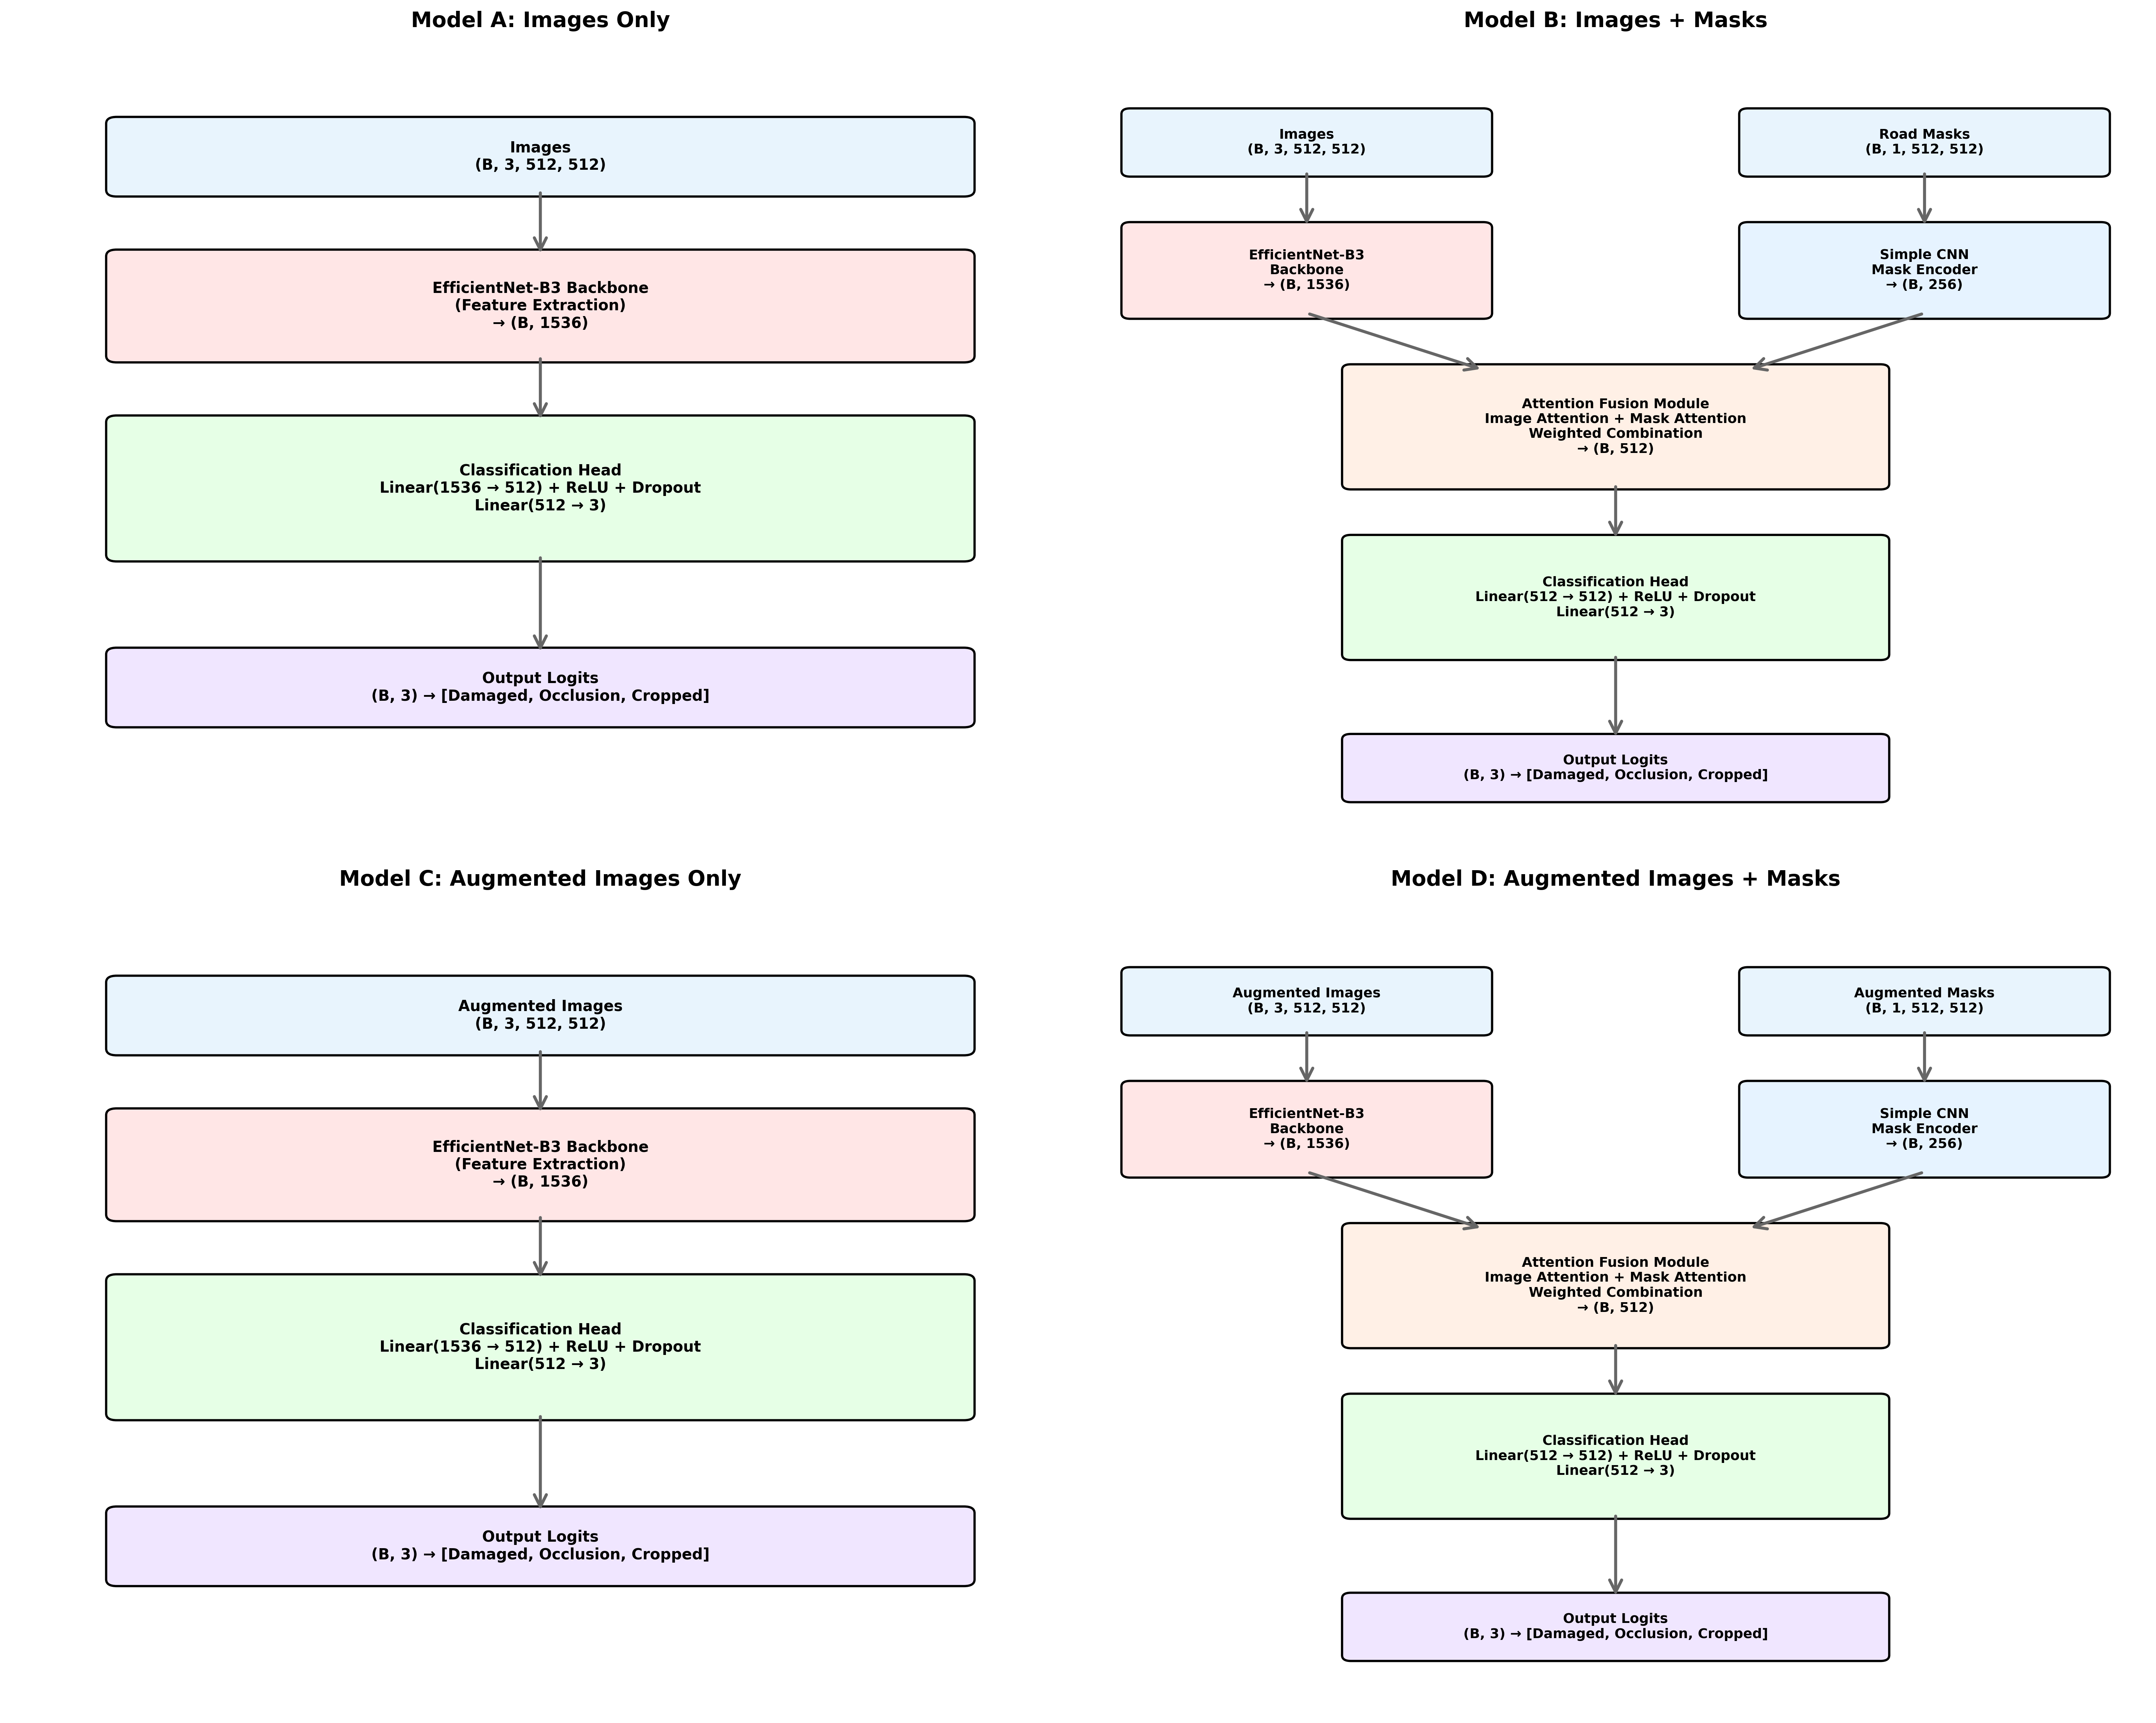 Model A: Images Only
Images
(B, 3, 512, 512)
EfficientNet-B3 Backbone
(Feature Extraction)
→ (B, 1536)
Classification Head
Linear(1536 → 512) + ReLU + Dropout
Linear(512 → 3)
Output Logits
(B, 3) → [Damaged, Occlusion, Cropped]
Model B: Images + Masks
Images
(B, 3, 512, 512)
Road Masks
(B, 1, 512, 512)
EfficientNet-B3
Backbone
→ (B, 1536)
Simple CNN
Mask Encoder
→ (B, 256)
Attention Fusion Module
Image Attention + Mask Attention
Weighted Combination
→ (B, 512)
Classification Head
Linear(512 → 512) + ReLU + Dropout
Linear(512 → 3)
Output Logits
(B, 3) → [Damaged, Occlusion, Cropped]
Model C: Augmented Images Only
Augmented Images
(B, 3, 512, 512)
EfficientNet-B3 Backbone
(Feature Extraction)
→ (B, 1536)
Classification Head
Linear(1536 → 512) + ReLU + Dropout
Linear(512 → 3)
Output Logits
(B, 3) → [Damaged, Occlusion, Cropped]
Model D: Augmented Images + Masks
Augmented Images
(B, 3, 512, 512)
Augmented Masks
(B, 1, 512, 512)
EfficientNet-B3
Backbone
→ (B, 1536)
Simple CNN
Mask Encoder
→ (B, 256)
Attention Fusion Module
Image Attention + Mask Attention
Weighted Combination
→ (B, 512)
Classification Head
Linear(512 → 512) + ReLU + Dropout
Linear(512 → 3)
Output Logits
(B, 3) → [Damaged, Occlusion, Cropped]